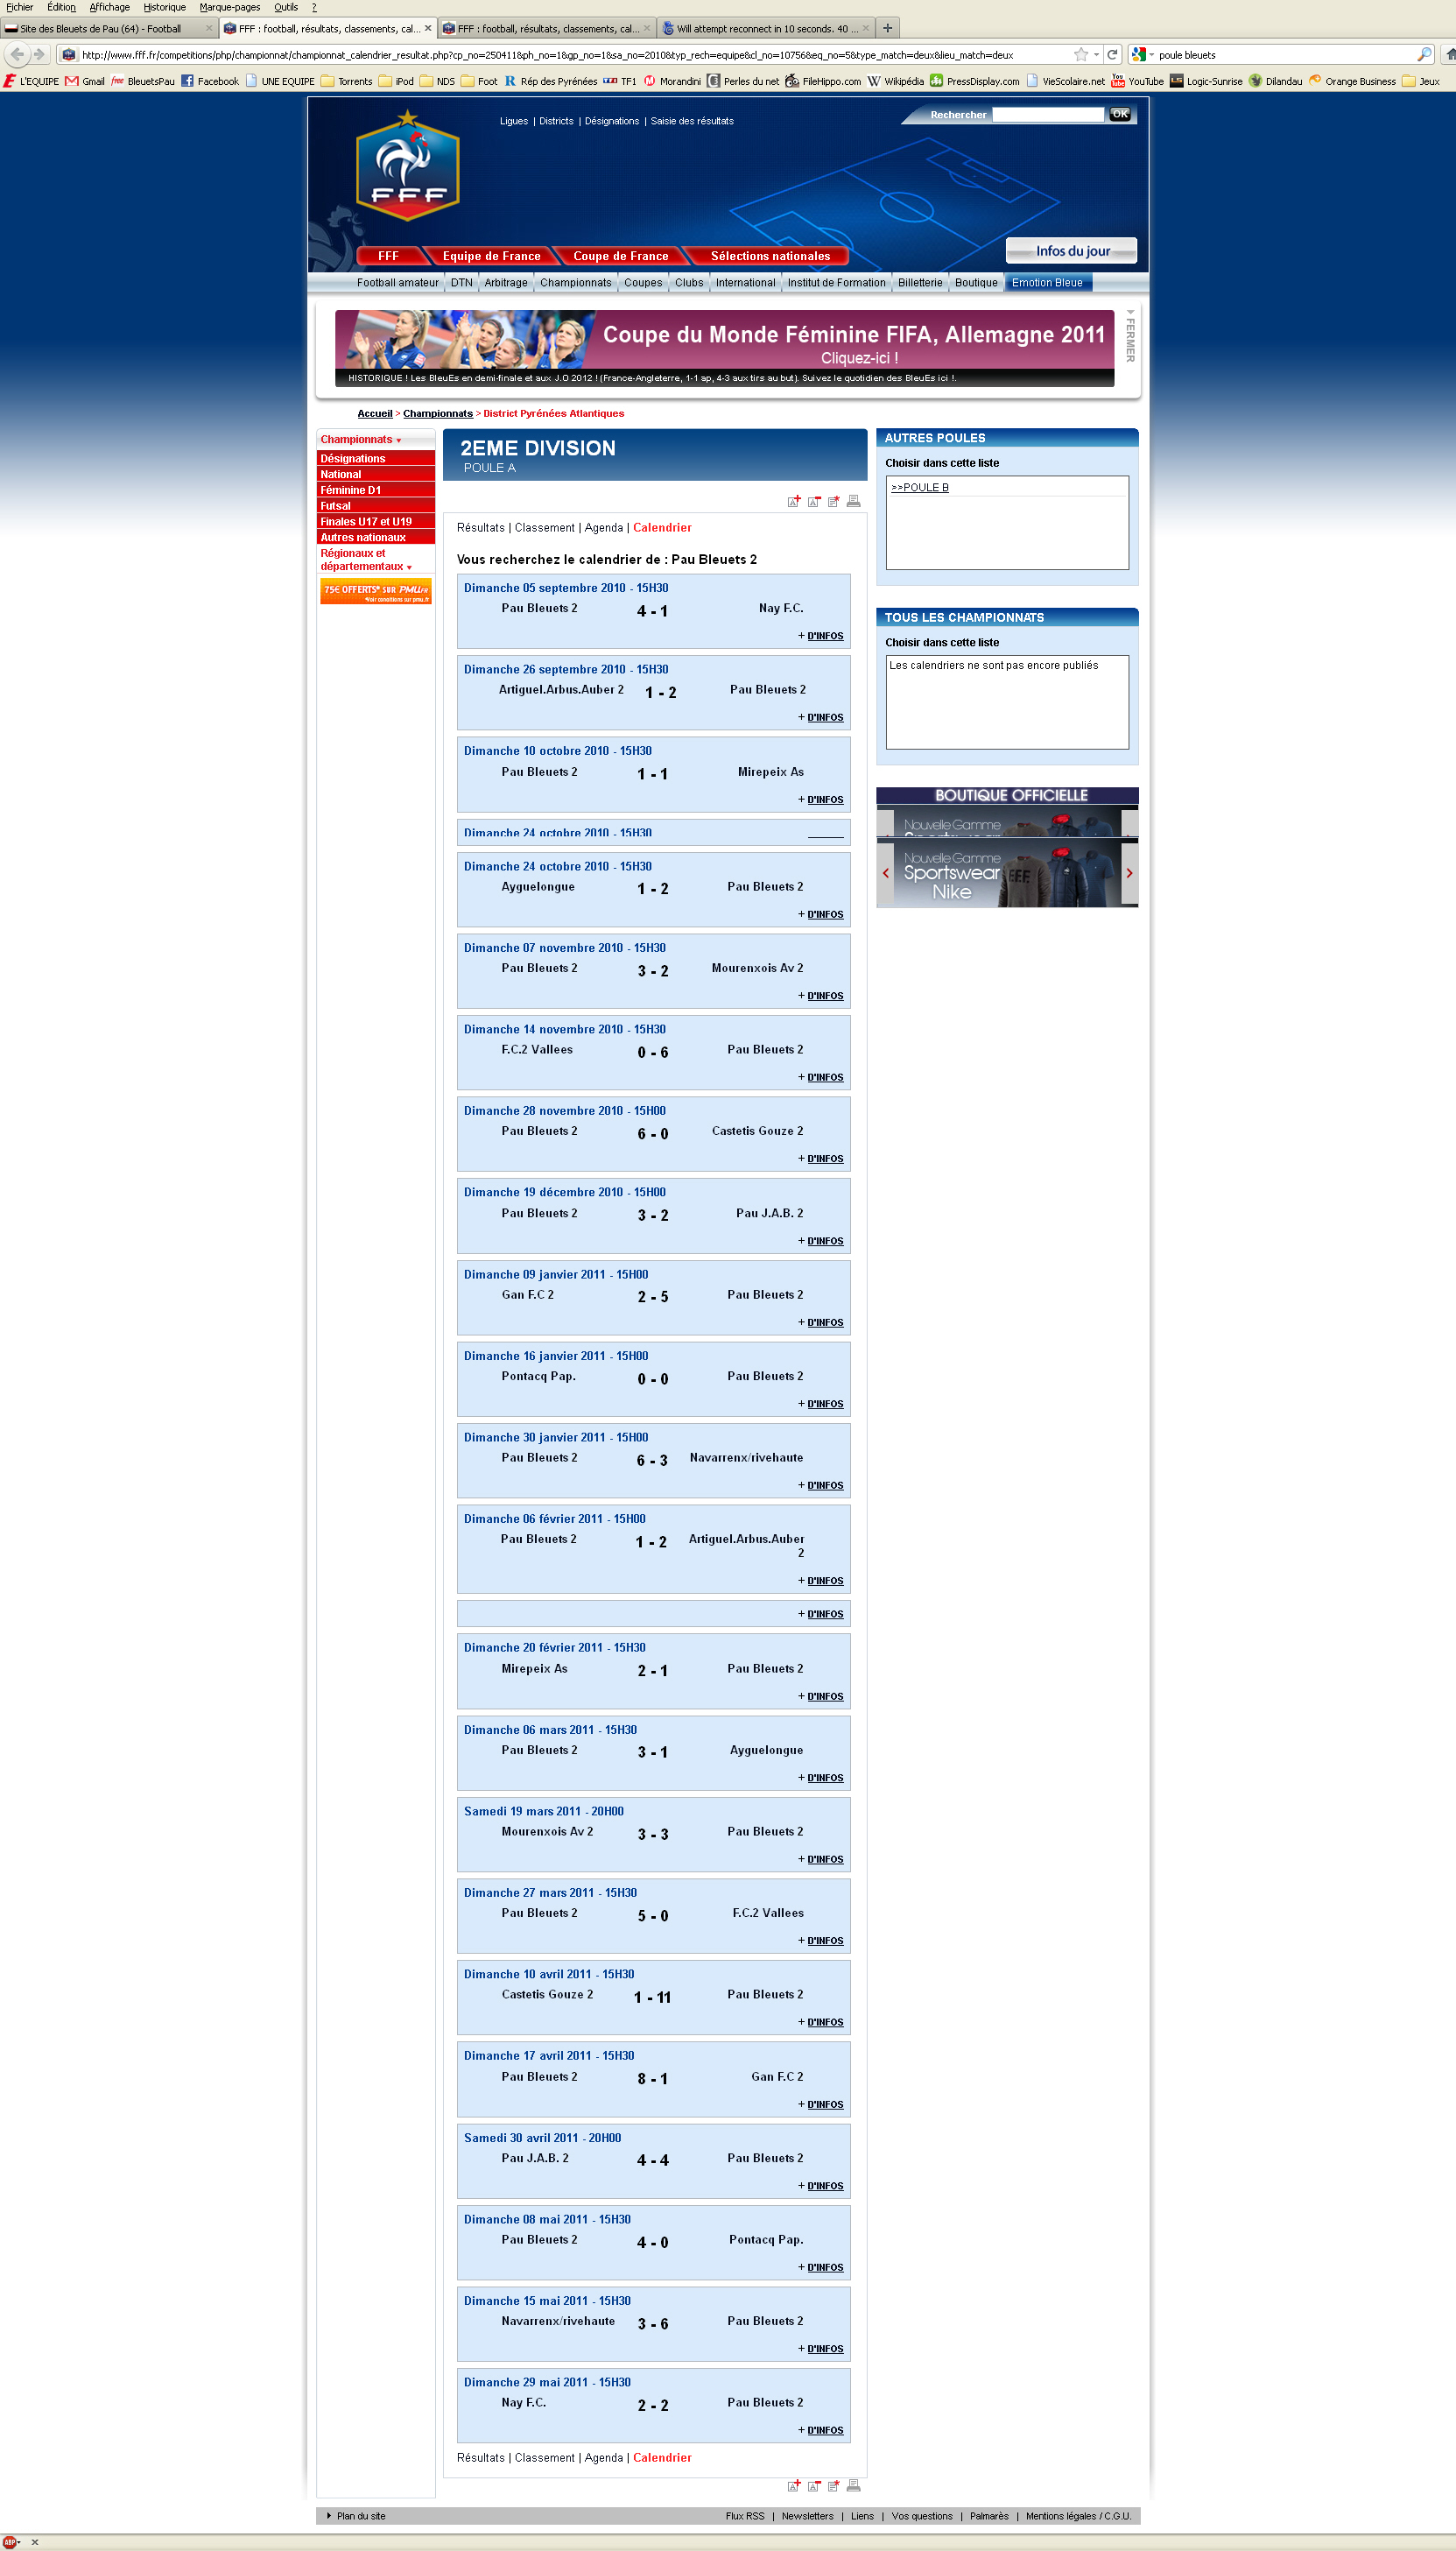 Fichier Édition Affichage Historique Marque-pages Outils ?
Site des Bleuets de Pau (64) - Football
FFF : football, résultats, classements, cal...
FFF : football, résultats, classements, cal...
Will attempt reconnect in 10 seconds. 40 ...
http://www.fff.fr/competitions/php/championnat/championnat_calendrier_resultat.php?cp_no=250411&ph_no=1&gp_no=1&sa_no=2010&typ_rech=equipe&cl_no=10756&eq_no=5&type_match=deux&lieu_match=deux
poule bleuets
L'EQUIPE Gmail BleuetsPau Facebook UNE EQUIPE Torrents iPod NDS Foot Rép des Pyrénées TF1 Morandini Perles du net FileHippo.com Wikipédia PressDisplay.com VieScolaire.net YouTube Logic-Sunrise Dilandau Orange Business Jeux
Ligues | Districts | Désignations | Saisie des résultats
Rechercher OK
FFF
Infos du jour
FFF Equipe de France Coupe de France Sélections nationales
Football amateur DTN Arbitrage Championnats Coupes Clubs International Institut de Formation Billetterie Boutique Emotion Bleue
Coupe du Monde Féminine FIFA, Allemagne 2011
Cliquez-ici !
HISTORIQUE ! Les BleuEs en demi-finale et aux J.O 2012 ! (France-Angleterre, 1-1 ap, 4-3 aux tirs au but). Suivez le quotidien des BleuEs ici !.
FERMER
Accueil > Championnats > District Pyrénées Atlantiques
Championnats
Désignations
National
Féminine D1
Futsal
Finales U17 et U19
Autres nationaux
Régionaux et
départementaux
75€ OFFERTS* SUR PMU.FR
*Voir conditions sur pmu.fr
2EME DIVISION
POULE A
Résultats | Classement | Agenda | Calendrier
Vous recherchez le calendrier de : Pau Bleuets 2
Dimanche 05 septembre 2010 - 15H30
Pau Bleuets 2 4 - 1 Nay F.C.
+ D'INFOS
Dimanche 26 septembre 2010 - 15H30
Artiguel.Arbus.Auber 2 1 - 2 Pau Bleuets 2
+ D'INFOS
Dimanche 10 octobre 2010 - 15H30
Pau Bleuets 2 1 - 1 Mirepeix As
+ D'INFOS
Dimanche 24 octobre 2010 - 15H30
Dimanche 24 octobre 2010 - 15H30
Ayguelongue 1 - 2 Pau Bleuets 2
+ D'INFOS
Dimanche 07 novembre 2010 - 15H30
Pau Bleuets 2 3 - 2 Mourenxois Av 2
+ D'INFOS
Dimanche 14 novembre 2010 - 15H30
F.C.2 Vallees 0 - 6 Pau Bleuets 2
+ D'INFOS
Dimanche 28 novembre 2010 - 15H00
Pau Bleuets 2 6 - 0 Castetis Gouze 2
+ D'INFOS
Dimanche 19 décembre 2010 - 15H00
Pau Bleuets 2 3 - 2 Pau J.A.B. 2
+ D'INFOS
Dimanche 09 janvier 2011 - 15H00
Gan F.C 2 2 - 5 Pau Bleuets 2
+ D'INFOS
Dimanche 16 janvier 2011 - 15H00
Pontacq Pap. 0 - 0 Pau Bleuets 2
+ D'INFOS
Dimanche 30 janvier 2011 - 15H00
Pau Bleuets 2 6 - 3 Navarrenx/rivehaute
+ D'INFOS
Dimanche 06 février 2011 - 15H00
Pau Bleuets 2 1 - 2 Artiguel.Arbus.Auber
2
+ D'INFOS
+ D'INFOS
Dimanche 20 février 2011 - 15H30
Mirepeix As 2 - 1 Pau Bleuets 2
+ D'INFOS
Dimanche 06 mars 2011 - 15H30
Pau Bleuets 2 3 - 1 Ayguelongue
+ D'INFOS
Samedi 19 mars 2011 - 20H00
Mourenxois Av 2 3 - 3 Pau Bleuets 2
+ D'INFOS
Dimanche 27 mars 2011 - 15H30
Pau Bleuets 2 5 - 0 F.C.2 Vallees
+ D'INFOS
Dimanche 10 avril 2011 - 15H30
Castetis Gouze 2 1 - 11 Pau Bleuets 2
+ D'INFOS
Dimanche 17 avril 2011 - 15H30
Pau Bleuets 2 8 - 1 Gan F.C 2
+ D'INFOS
Samedi 30 avril 2011 - 20H00
Pau J.A.B. 2 4 - 4 Pau Bleuets 2
+ D'INFOS
Dimanche 08 mai 2011 - 15H30
Pau Bleuets 2 4 - 0 Pontacq Pap.
+ D'INFOS
Dimanche 15 mai 2011 - 15H30
Navarrenx/rivehaute 3 - 6 Pau Bleuets 2
+ D'INFOS
Dimanche 29 mai 2011 - 15H30
Nay F.C. 2 - 2 Pau Bleuets 2
+ D'INFOS
Résultats | Classement | Agenda | Calendrier
AUTRES POULES
Choisir dans cette liste
>>POULE B
TOUS LES CHAMPIONNATS
Choisir dans cette liste
Les calendriers ne sont pas encore publiés
BOUTIQUE OFFICIELLE
Nouvelle Gamme
Nouvelle Gamme
Sportswear
Nike
Plan du site
Flux RSS | Newsletters | Liens | Vos questions | Palmarès | Mentions légales / C.G.U.
ABP